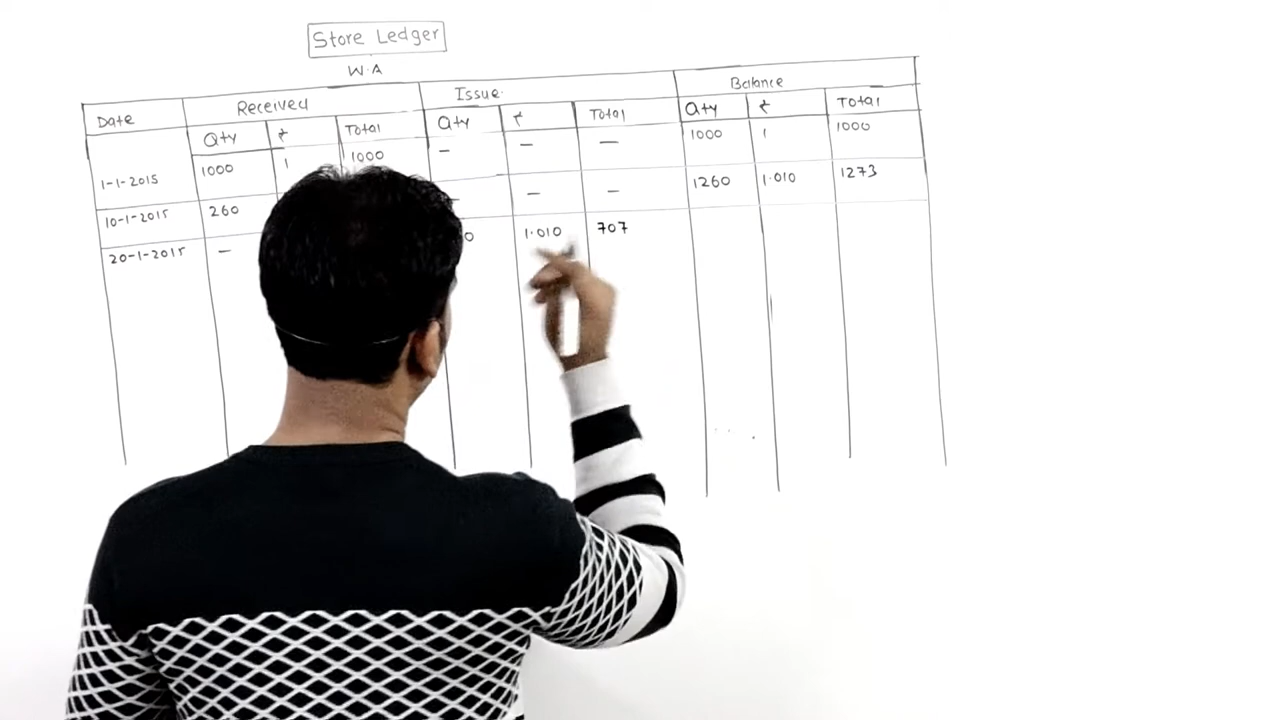 Store Ledger
W.A
Date Received Issue Balance
Qty ₹ Total Qty ₹ Total Qty ₹ Total
1-1-2015 1000 1 1000 — — — 1000 1 1000
10-1-2015 260 — — 1260 1.010 1273
20-1-2015 — 1.010 707